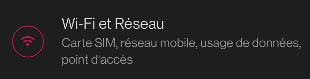 Wi-Fi et Réseau
Carte SIM, réseau mobile, usage de données,
point d'accès